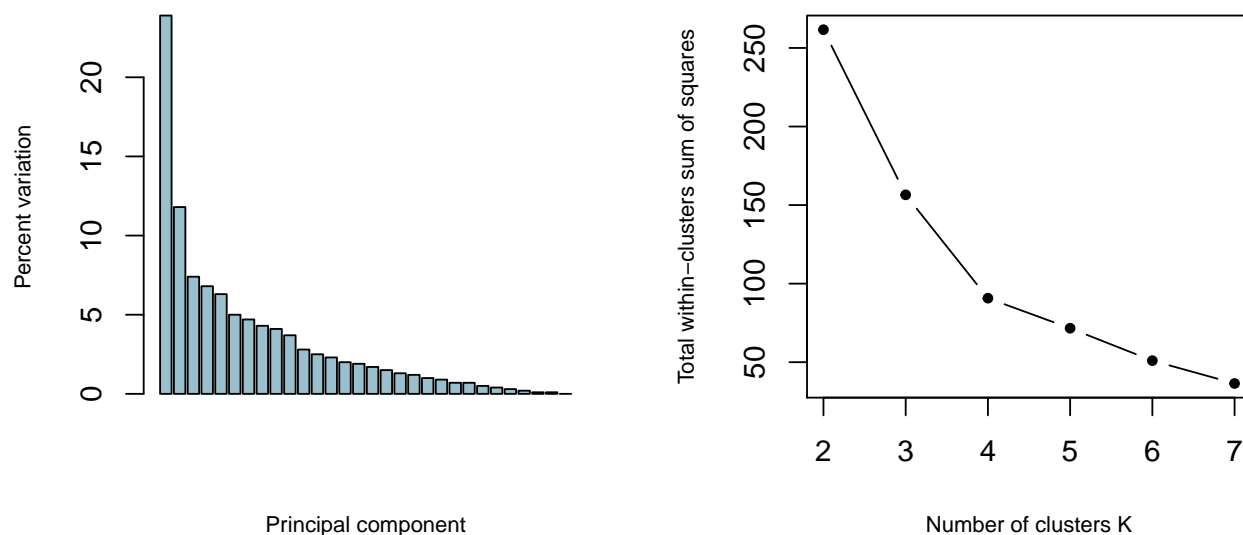 Percent variation
0
5
10
15
20
Principal component
Total within−clusters sum of squares
50
100
150
200
250
2 3 4 5 6 7
Number of clusters K